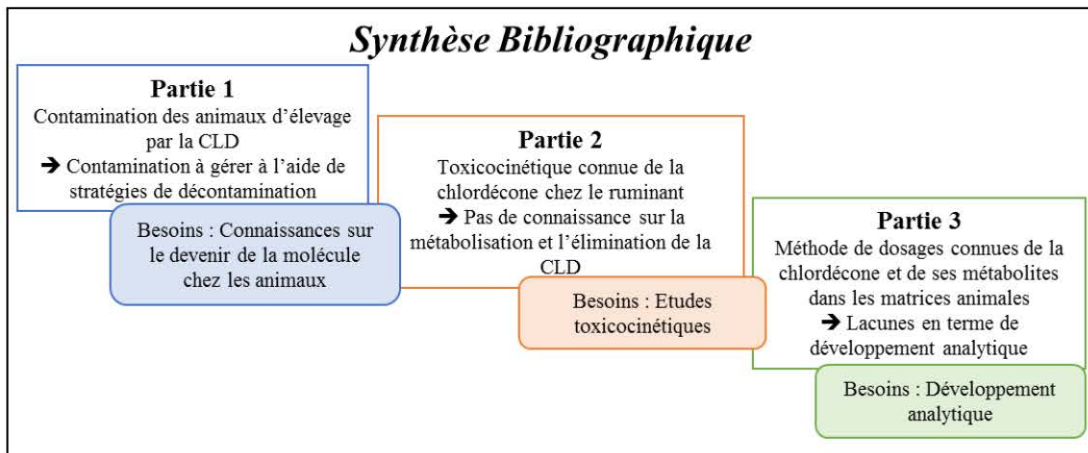 Synthèse Bibliographique
Partie 1
Contamination des animaux d'élevage
par la CLD
➔ Contamination à gérer à l'aide de
stratégies de décontamination
Besoins : Connaissances sur
le devenir de la molécule
chez les animaux
Partie 2
Toxicocinétique connue de la
chlordécone chez le ruminant
➔ Pas de connaissance sur la
métabolisation et l'élimination de la
CLD
Besoins : Etudes
toxicocinétiques
Partie 3
Méthode de dosages connues de la
chlordécone et de ses métabolites
dans les matrices animales
➔ Lacunes en terme de
développement analytique
Besoins : Développement
analytique